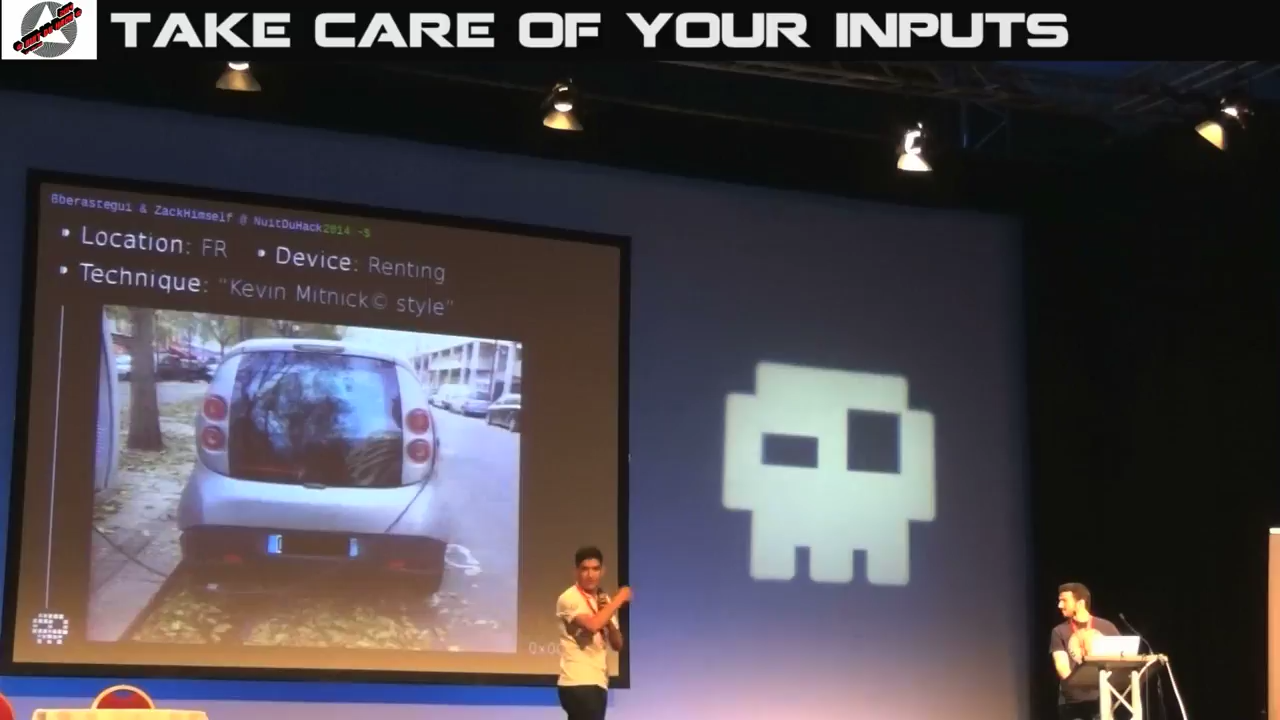 TAKE CARE OF YOUR INPUTS
@berastegui & ZackHimself @ NuitDuHack2014 -$
• Location: FR • Device: Renting
• Technique: "Kevin Mitnick© style"